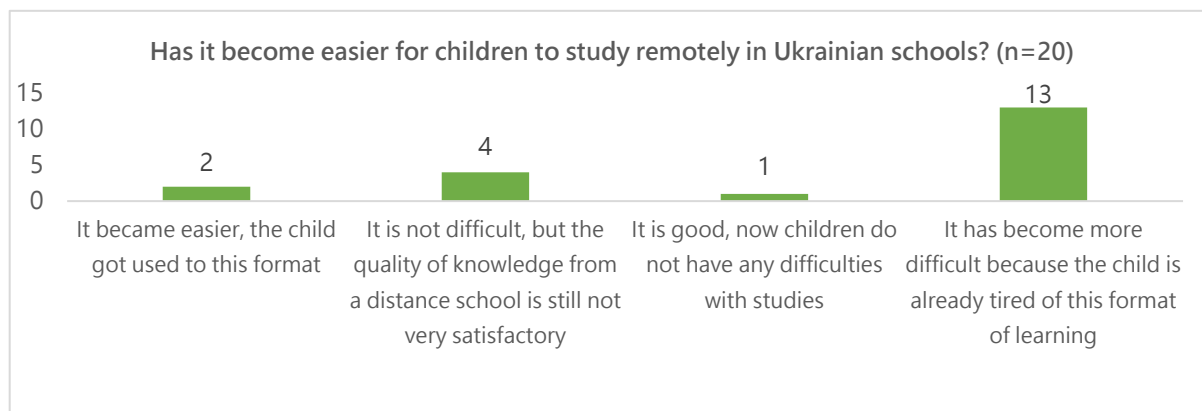 Has it become easier for children to study remotely in Ukrainian schools? (n=20)
15
10
5
0
2
4
1
13
It became easier, the child
got used to this format
It is not difficult, but the
quality of knowledge from
a distance school is still not
very satisfactory
It is good, now children do
not have any difficulties
with studies
It has become more
difficult because the child is
already tired of this format
of learning